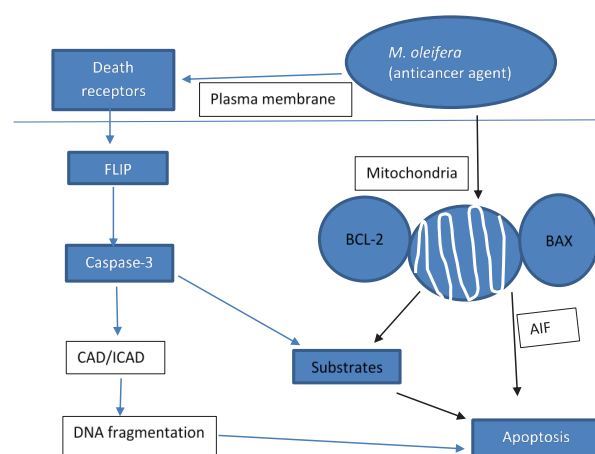 M. oleifera
(anticancer agent)
Death
receptors
Plasma membrane
FLIP
Mitochondria
BCL-2
BAX
Caspase-3
AIF
CAD/ICAD
Substrates
DNA fragmentation
Apoptosis